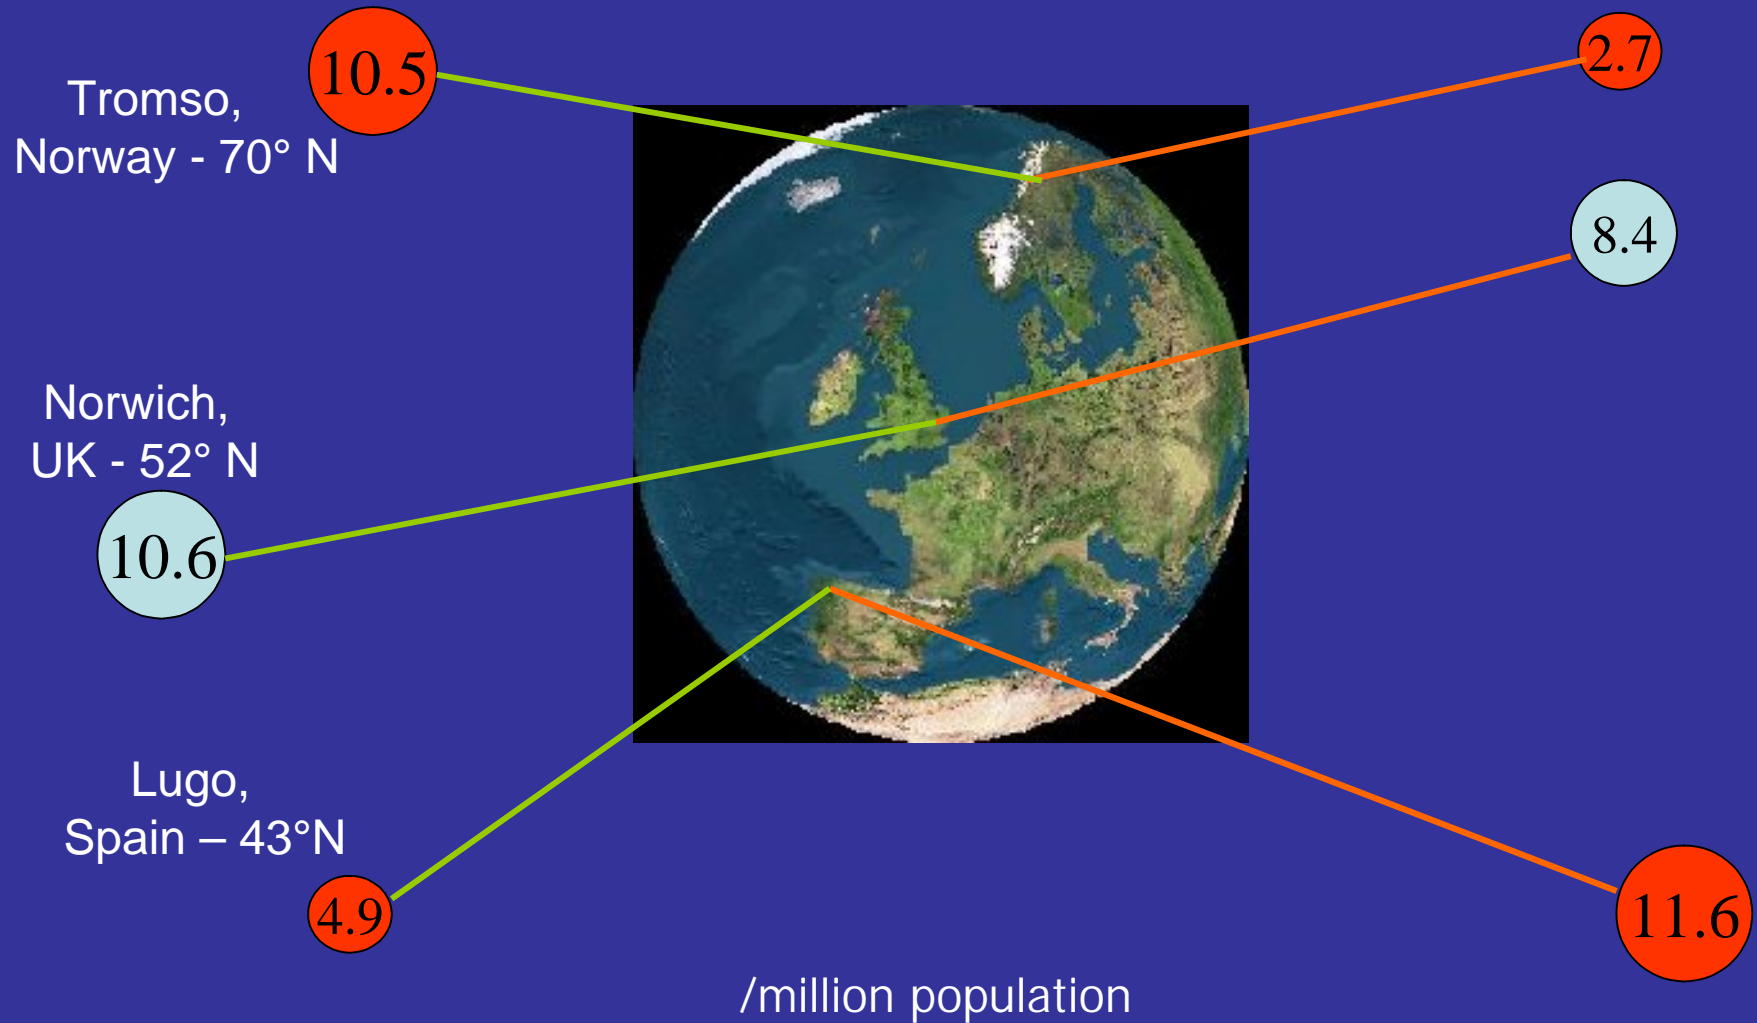 10.5
2.7
Tromso,
Norway - 70° N
8.4
Norwich,
UK - 52° N
10.6
Lugo,
Spain – 43°N
4.9
11.6
/million population